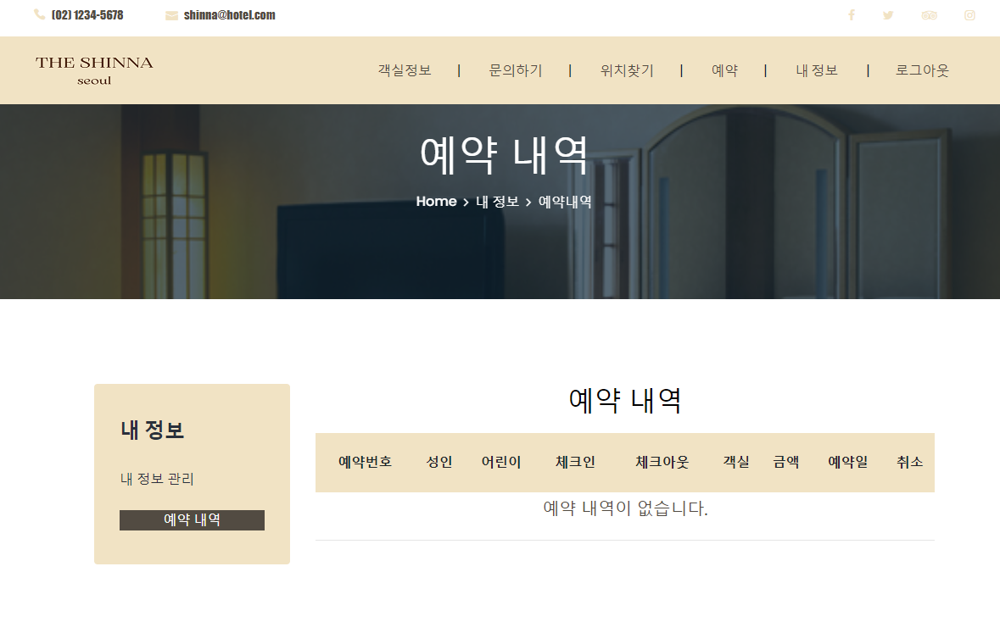 (02) 1234-5678 shinna@hotel.com
THE SHINNA
seoul
객실정보 | 문의하기 | 위치찾기 | 예약 | 내 정보 | 로그아웃
예약 내역
Home > 내 정보 > 예약내역
내 정보
내 정보 관리
예약 내역
예약 내역
예약번호 성인 어린이 체크인 체크아웃 객실 금액 예약일 취소
예약 내역이 없습니다.